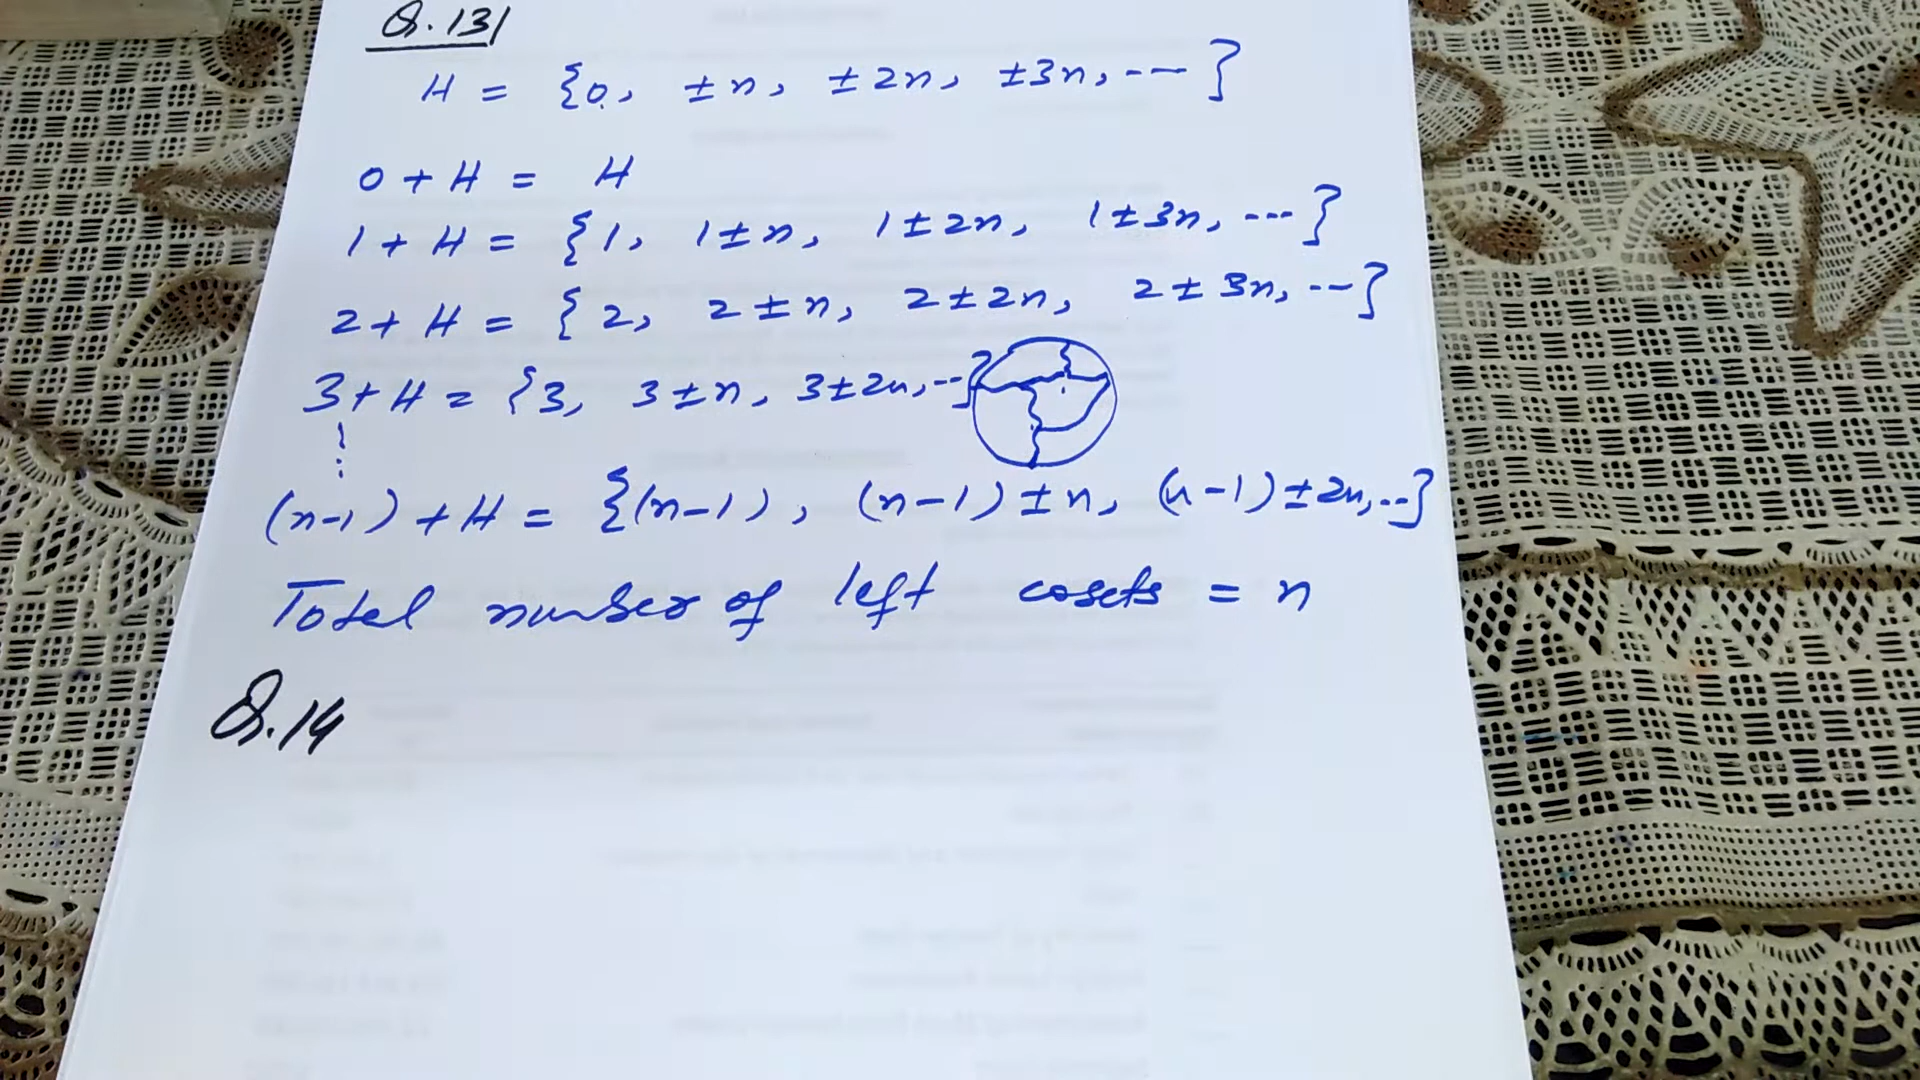 Q.13/
H = {0, ±n, ±2n, ±3n, --- }
0 + H = H
1 + H = {1, 1±n, 1±2n, 1±3n, --- }
2 + H = {2, 2±n, 2±2n, 2±3n, --- }
3 + H = {3, 3±n, 3±2n, --}
(n-1) + H = {(n-1), (n-1)±n, (n-1)±2n, --}
Total number of left cosets = n
Q.14